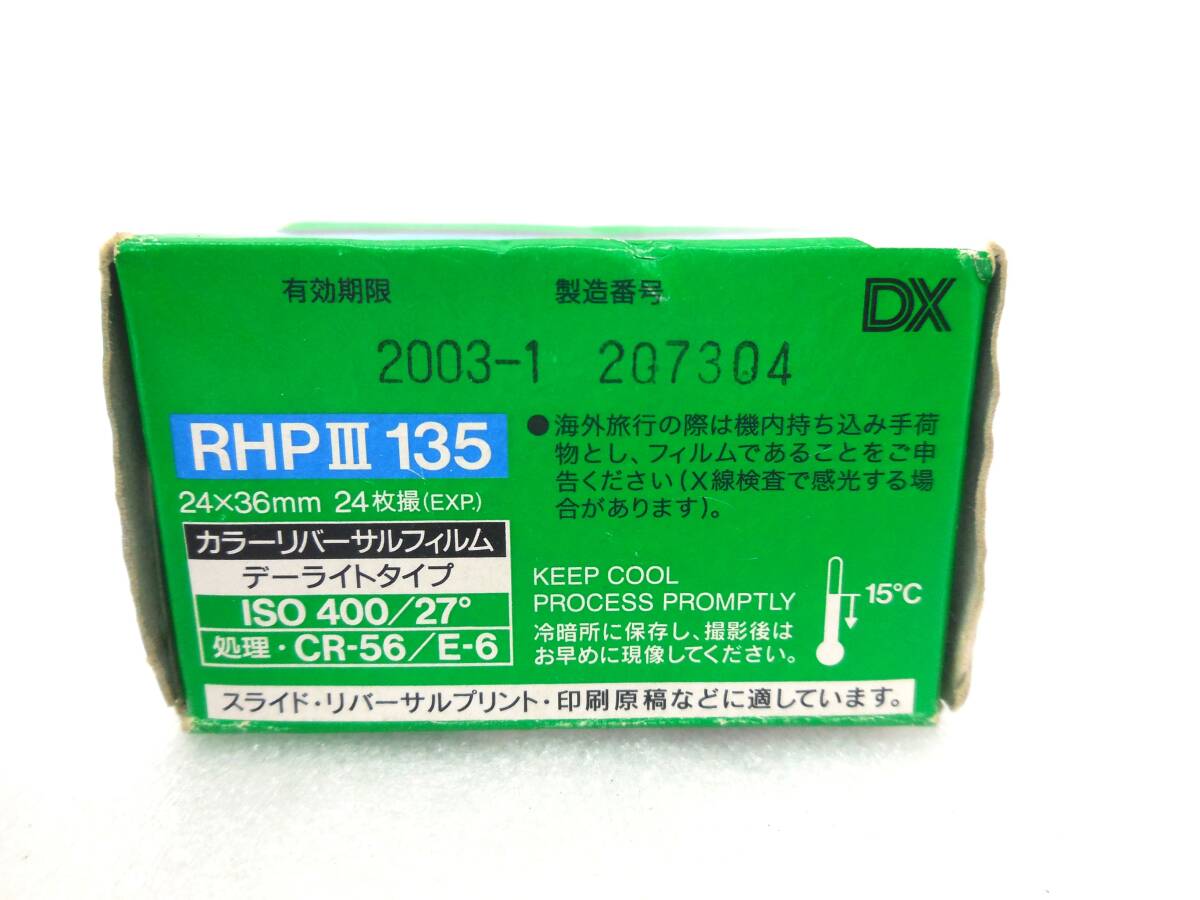 有効期限 製造番号 DX
2003-1 2Q7304
RHPⅢ 135
24×36mm 24枚撮(EXP.)
カラーリバーサルフィルム
デーライトタイプ
ISO 400/27°
処理・CR-56/E-6
●海外旅行の際は機内持ち込み手荷
物とし、フィルムであることをご申
告ください(X線検査で感光する場
合があります)。
KEEP COOL
PROCESS PROMPTLY
15℃
冷暗所に保存し、撮影後は
お早めに現像してください。
スライド・リバーサルプリント・印刷原稿などに適しています。